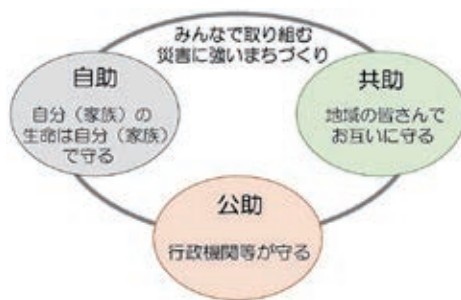 みんなで取り組む
災害に強いまちづくり
自助
自分（家族）の
生命は自分（家族）
で守る
共助
地域の皆さんで
お互いに守る
公助
行政機関等が守る